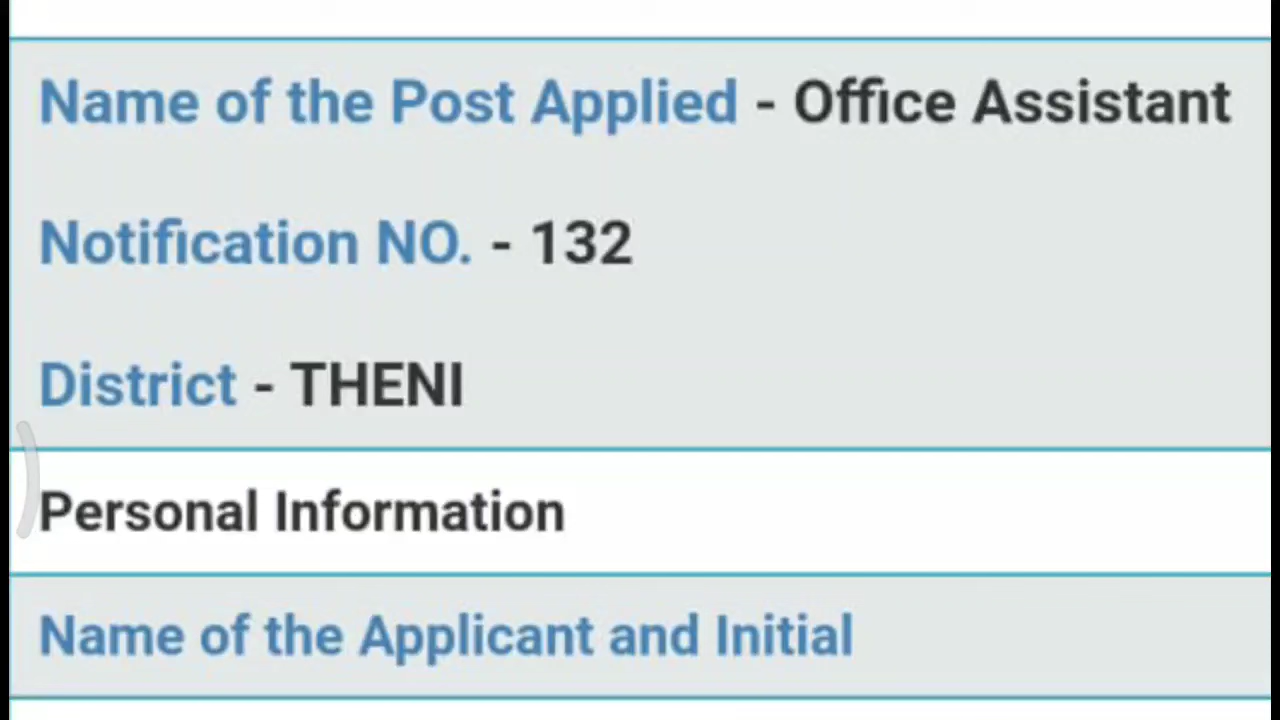 Name of the Post Applied - Office Assistant
Notification NO. - 132
District - THENI
Personal Information
Name of the Applicant and Initial